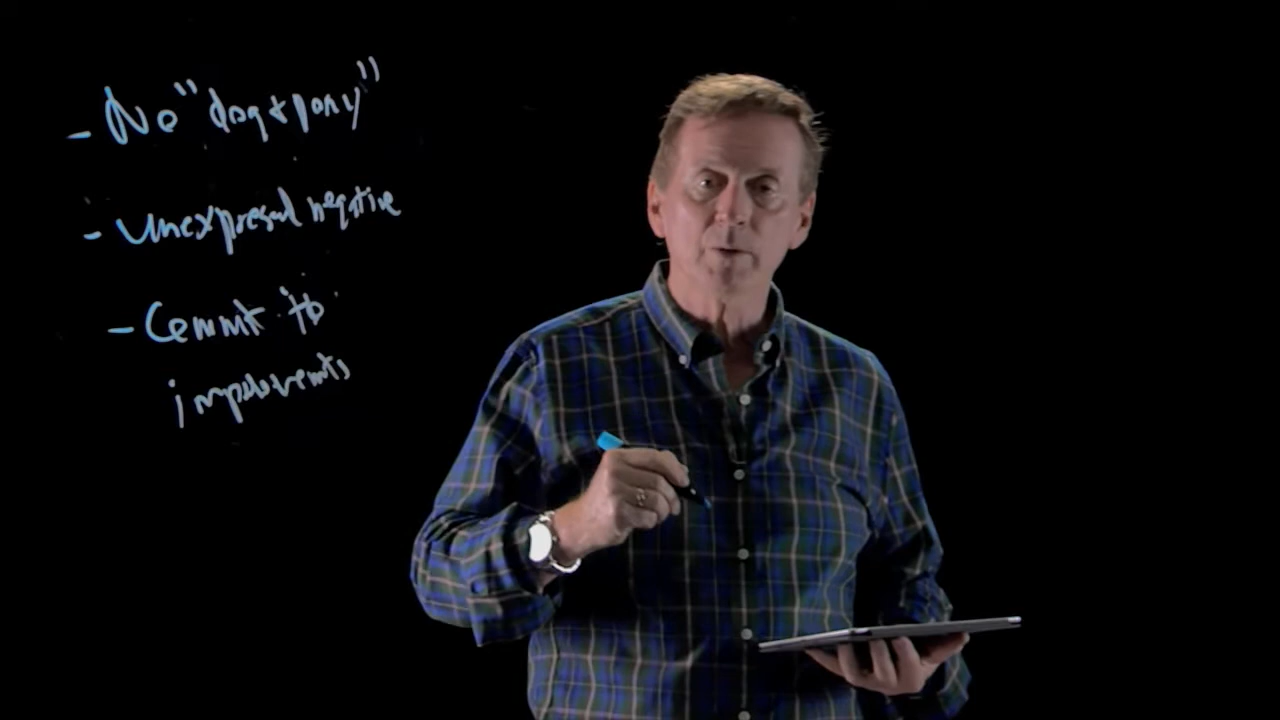 - No "dog & pony"
- Unexpressed negative
- Commit to
improvements